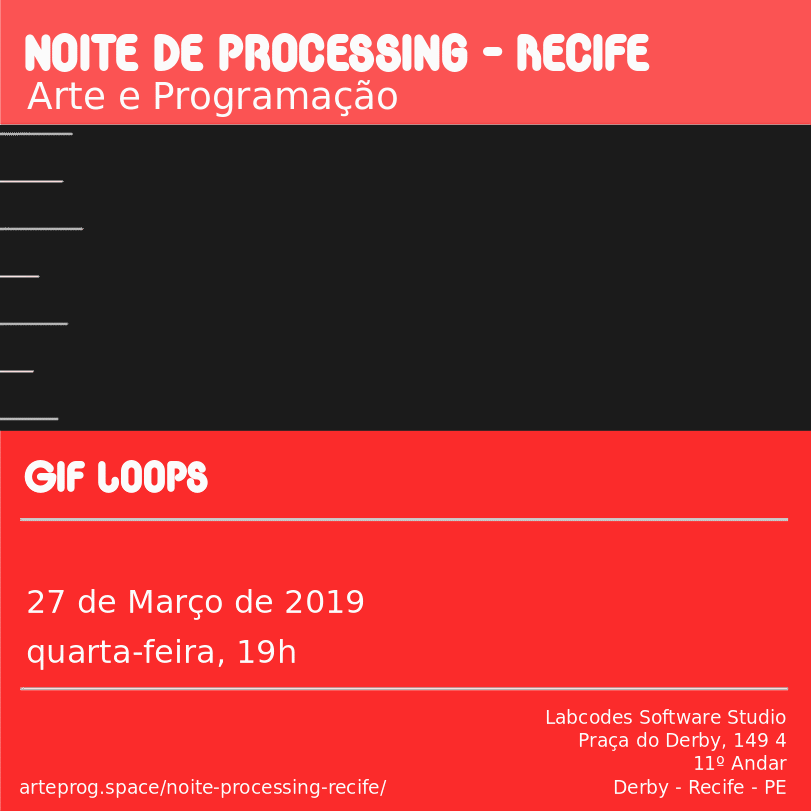 NOITE DE PROCESSING - RECIFE
Arte e Programação
GIF LOOPS
27 de Março de 2019
quarta-feira, 19h
Labcodes Software Studio
Praça do Derby, 149 4
11º Andar
Derby - Recife - PE
arteprog.space/noite-processing-recife/